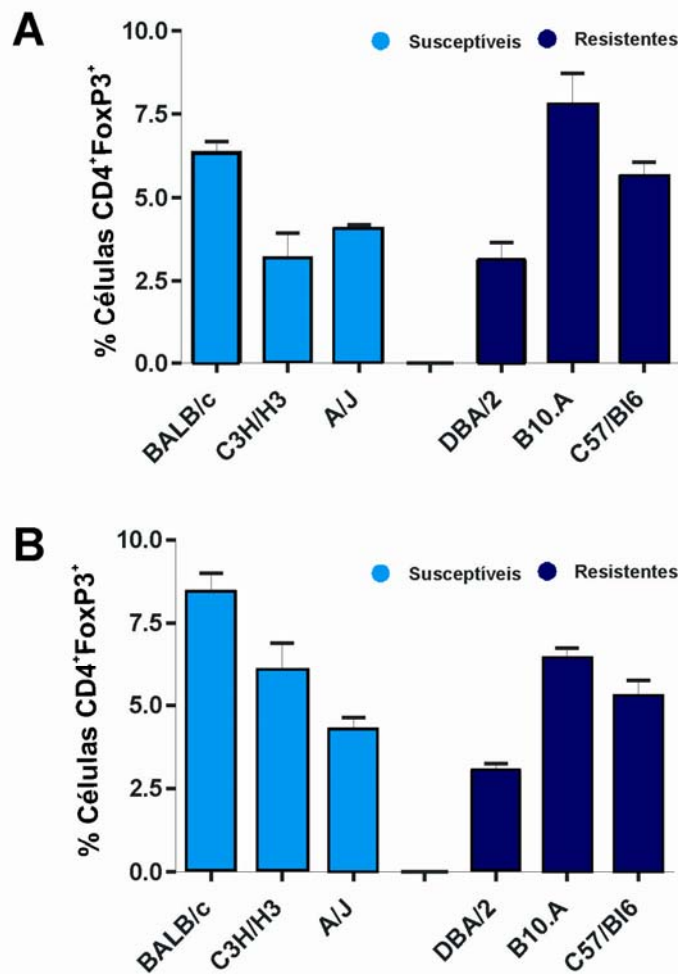 A
% Células CD4⁺FoxP3⁺
10.0
7.5
5.0
2.5
0.0
Susceptíveis
Resistentes
BALB/c
C3H/H3
A/J
DBA/2
B10.A
C57/Bl6
B
% Células CD4⁺FoxP3⁺
10.0
7.5
5.0
2.5
0.0
Susceptíveis
Resistentes
BALB/c
C3H/H3
A/J
DBA/2
B10.A
C57/Bl6